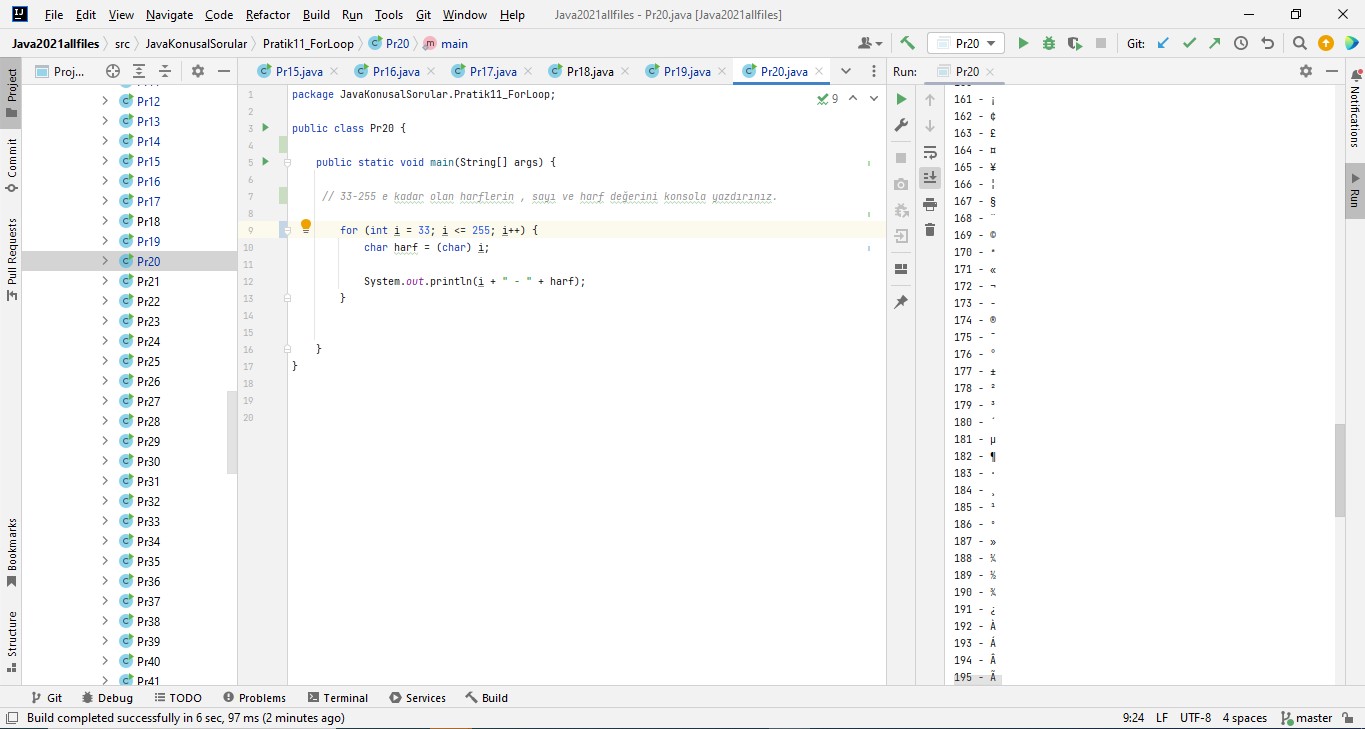 File Edit View Navigate Code Refactor Build Run Tools Git Window Help Java2021allfiles - Pr20.java [Java2021allfiles]
Java2021allfiles src JavaKonusalSorular Pratik11_ForLoop Pr20 main Pr20 Git:
Project
Commit
Pull Requests
Bookmarks
Structure
Proj...
Pr12
Pr13
Pr14
Pr15
Pr16
Pr17
Pr18
Pr19
Pr20
Pr21
Pr22
Pr23
Pr24
Pr25
Pr26
Pr27
Pr28
Pr29
Pr30
Pr31
Pr32
Pr33
Pr34
Pr35
Pr36
Pr37
Pr38
Pr39
Pr40
Pr41
Pr15.java Pr16.java Pr17.java Pr18.java Pr19.java Pr20.java
9
1 package JavaKonusalSorular.Pratik11_ForLoop;
2
3 public class Pr20 {
4
5 public static void main(String[] args) {
6
7 // 33-255 e kadar olan harflerin , sayı ve harf değerini konsola yazdırınız.
8
9 for (int i = 33; i <= 255; i++) {
10 char harf = (char) i;
11
12 System.out.println(i + " - " + harf);
13 }
14
15
16 }
17 }
18
19
20
Run: Pr20
161 - ¡
162 - ¢
163 - £
164 - ¤
165 - ¥
166 - ¦
167 - §
168 - ¨
169 - ©
170 - ª
171 - «
172 - ¬
173 - -
174 - ®
175 - ¯
176 - °
177 - ±
178 - ²
179 - ³
180 - ´
181 - µ
182 - ¶
183 - ·
184 - ¸
185 - ¹
186 - º
187 - »
188 - ¼
189 - ½
190 - ¾
191 - ¿
192 - À
193 - Á
194 - Â
195 - Ã
Notifications
Run
Git Debug TODO Problems Terminal Services Build
Build completed successfully in 6 sec, 97 ms (2 minutes ago) 9:24 LF UTF-8 4 spaces master